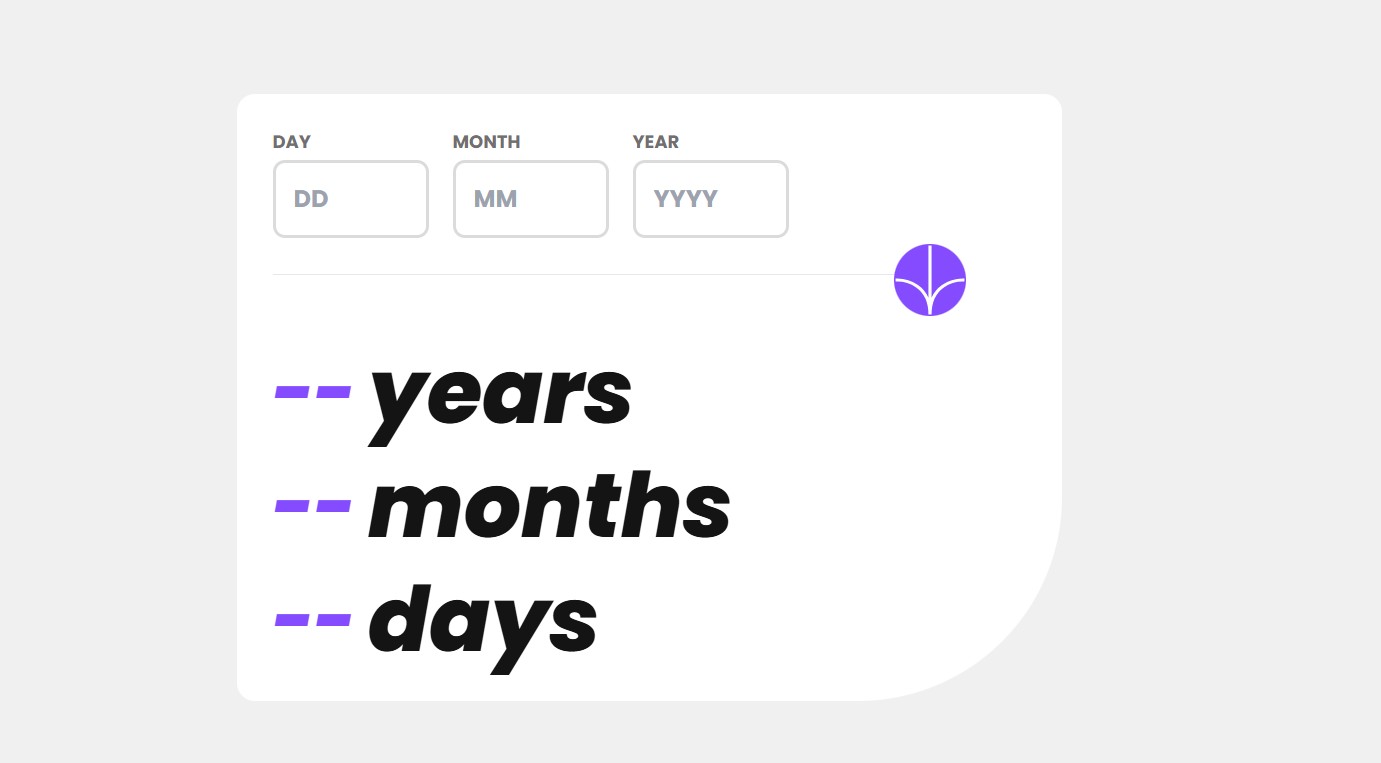 DAY MONTH YEAR
DD MM YYYY
-- years
-- months
-- days